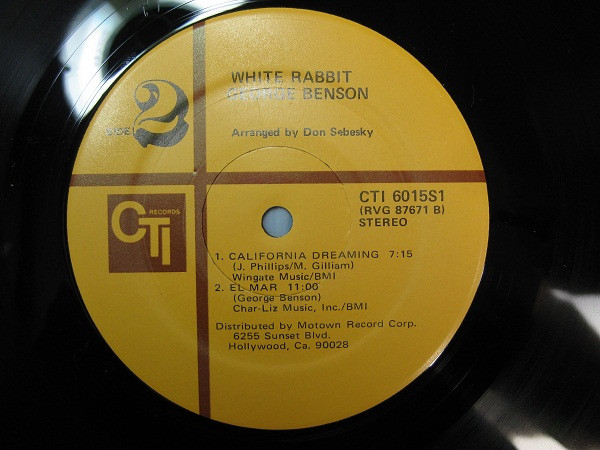 WHITE RABBIT
GEORGE BENSON
SIDE 2
Arranged by Don Sebesky
CTI 6015S1
(RVG 87671 B)
STEREO
CTI RECORDS
1. CALIFORNIA DREAMING 7:15
(J. Phillips/M. Gilliam)
Wingate Music/BMI
2. EL MAR 11:00
(George Benson)
Char-Liz Music, Inc./BMI
Distributed by Motown Record Corp.
6255 Sunset Blvd.
Hollywood, Ca. 90028